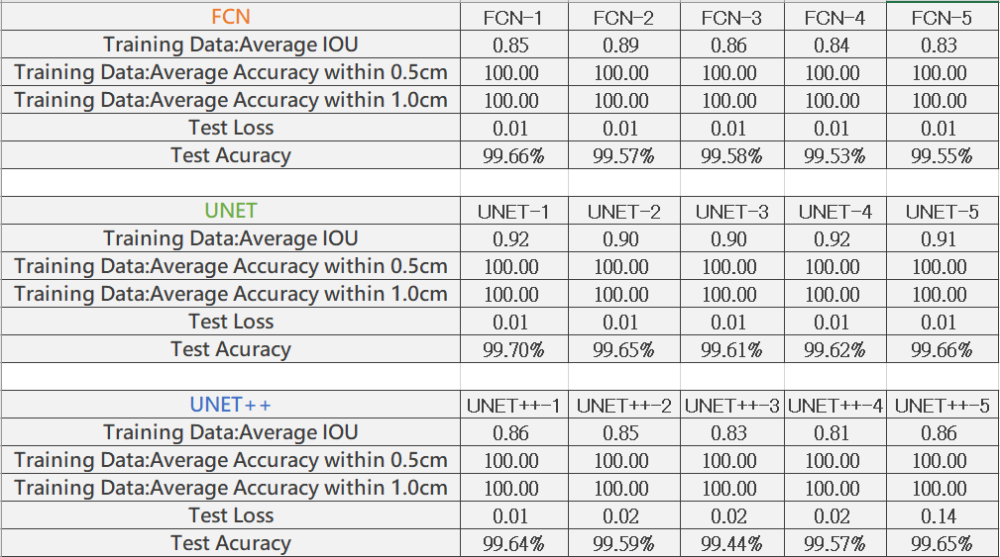 FCN FCN-1 FCN-2 FCN-3 FCN-4 FCN-5
Training Data:Average IOU 0.85 0.89 0.86 0.84 0.83
Training Data:Average Accuracy within 0.5cm 100.00 100.00 100.00 100.00 100.00
Training Data:Average Accuracy within 1.0cm 100.00 100.00 100.00 100.00 100.00
Test Loss 0.01 0.01 0.01 0.01 0.01
Test Acuracy 99.66% 99.57% 99.58% 99.53% 99.55%
UNET UNET-1 UNET-2 UNET-3 UNET-4 UNET-5
Training Data:Average IOU 0.92 0.90 0.90 0.92 0.91
Training Data:Average Accuracy within 0.5cm 100.00 100.00 100.00 100.00 100.00
Training Data:Average Accuracy within 1.0cm 100.00 100.00 100.00 100.00 100.00
Test Loss 0.01 0.01 0.01 0.01 0.01
Test Acuracy 99.70% 99.65% 99.61% 99.62% 99.66%
UNET++ UNET++-1 UNET++-2 UNET++-3 UNET++-4 UNET++-5
Training Data:Average IOU 0.86 0.85 0.83 0.81 0.86
Training Data:Average Accuracy within 0.5cm 100.00 100.00 100.00 100.00 100.00
Training Data:Average Accuracy within 1.0cm 100.00 100.00 100.00 100.00 100.00
Test Loss 0.01 0.02 0.02 0.02 0.14
Test Acuracy 99.64% 99.59% 99.44% 99.57% 99.65%